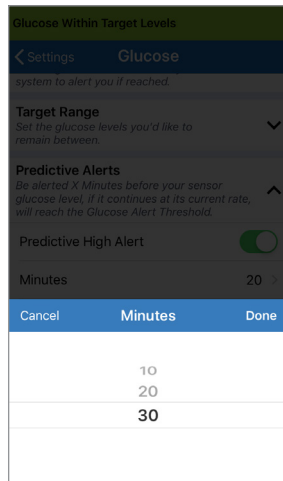 Glucose Within Target Levels
Settings Glucose
system to alert you if reached.
Target Range
Set the glucose levels you'd like to
remain between.
Predictive Alerts
Be alerted X Minutes before your sensor
glucose level, if it continues at its current rate,
will reach the Glucose Alert Threshold.
Predictive High Alert
Minutes 20
Cancel Minutes Done
10
20
30